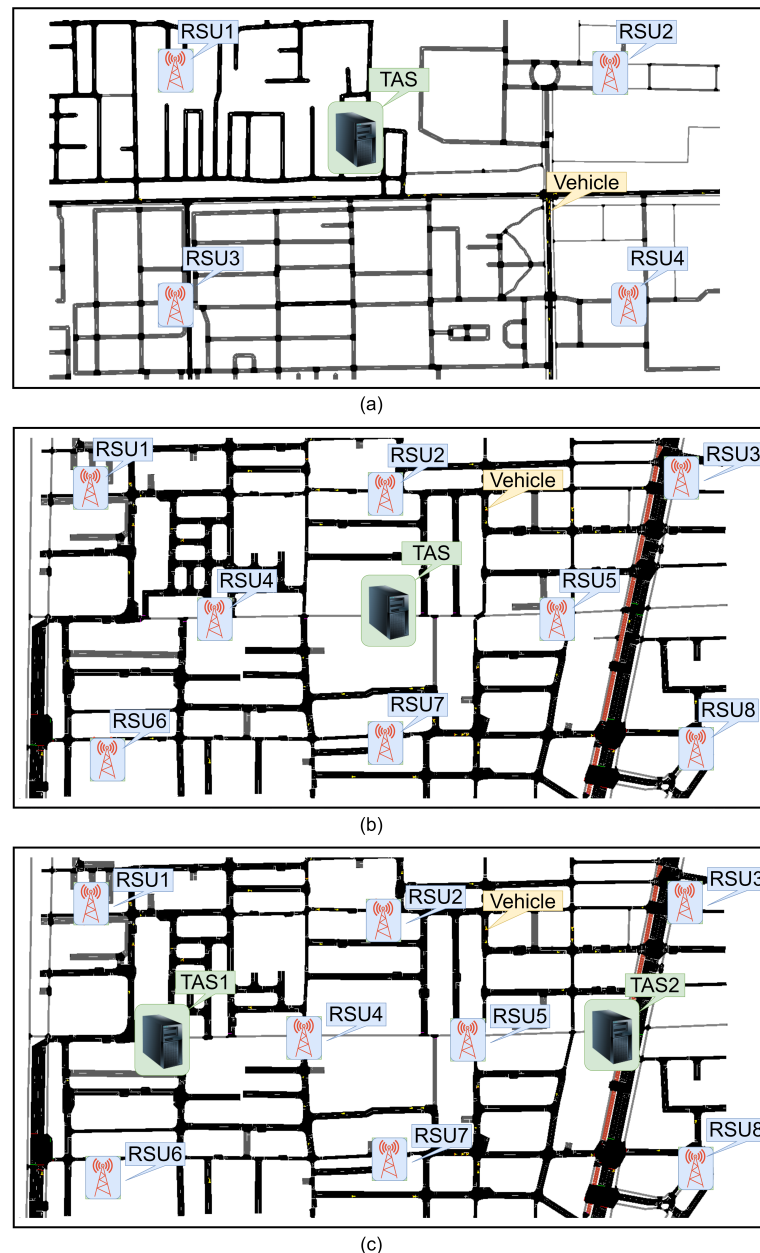 RSU1
RSU2
TAS
Vehicle
RSU3
RSU4
(a)
RSU1
RSU2
RSU3
Vehicle
TAS
RSU4
RSU5
RSU6
RSU7
RSU8
(b)
RSU1
RSU2
Vehicle
RSU3
TAS1
TAS2
RSU4
RSU5
RSU6
RSU7
RSU8
(c)